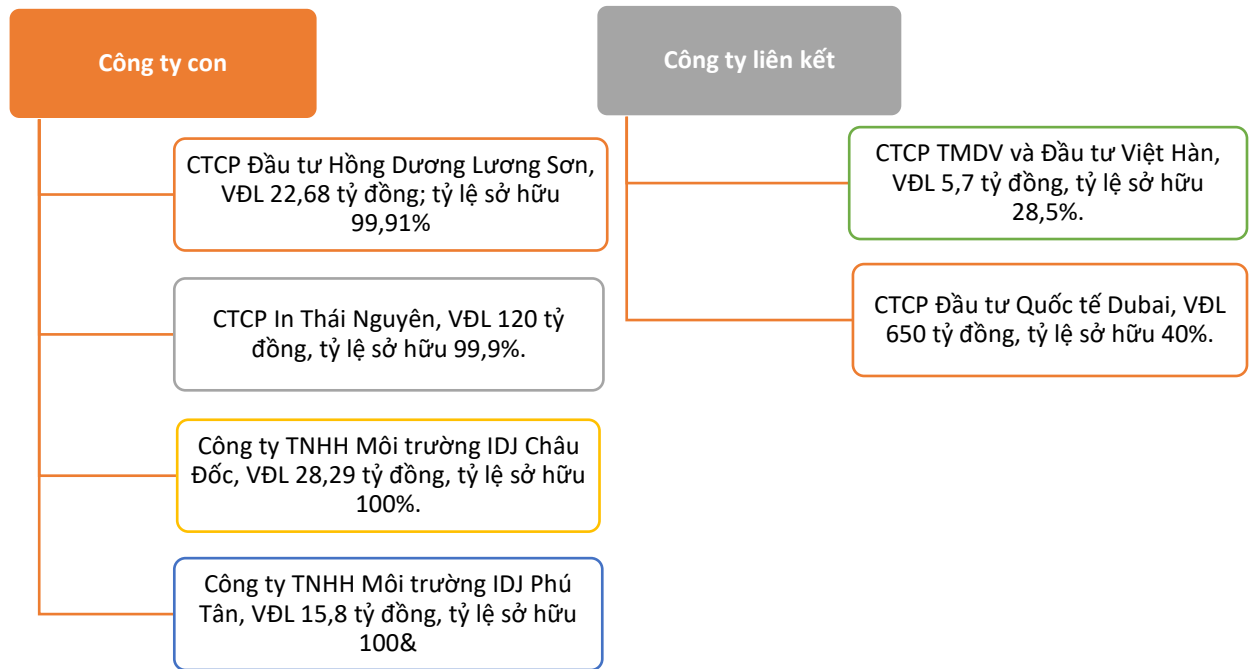 Công ty con
CTCP Đầu tư Hồng Dương Lương Sơn,
VĐL 22,68 tỷ đồng; tỷ lệ sở hữu
99,91%
CTCP In Thái Nguyên, VĐL 120 tỷ
đồng, tỷ lệ sở hữu 99,9%.
Công ty TNHH Môi trường IDJ Châu
Đốc, VĐL 28,29 tỷ đồng, tỷ lệ sở hữu
100%.
Công ty TNHH Môi trường IDJ Phú
Tân, VĐL 15,8 tỷ đồng, tỷ lệ sở hữu
100&
Công ty liên kết
CTCP TMDV và Đầu tư Việt Hàn,
VĐL 5,7 tỷ đồng, tỷ lệ sở hữu
28,5%.
CTCP Đầu tư Quốc tế Dubai, VĐL
650 tỷ đồng, tỷ lệ sở hữu 40%.